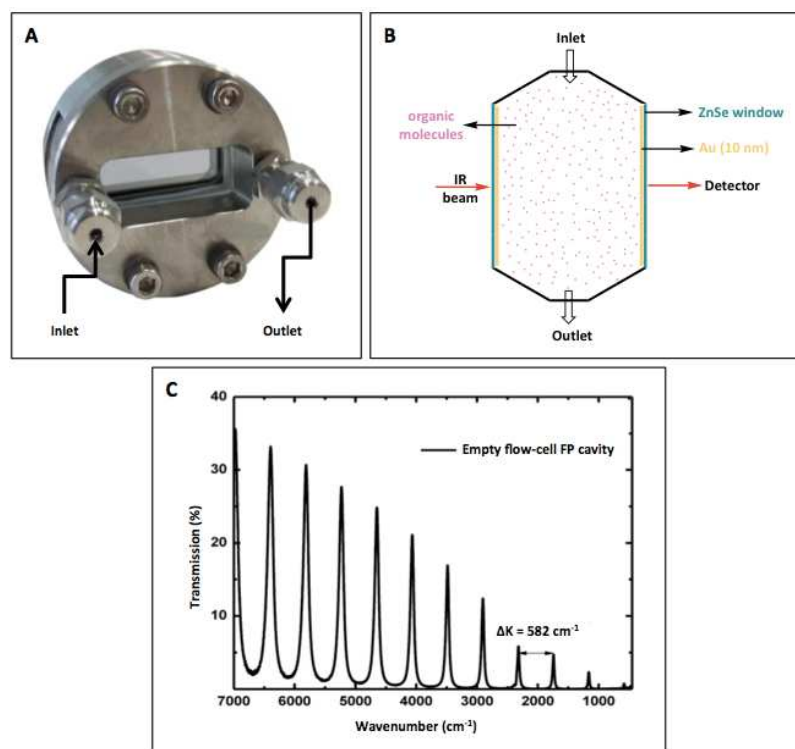 A
Inlet
Outlet
B
Inlet
organic
molecules
ZnSe window
Au (10 nm)
IR
beam
Detector
Outlet
C
40
30
20
10
Transmission (%)
Empty flow-cell FP cavity
ΔK = 582 cm⁻¹
7000 6000 5000 4000 3000 2000 1000
Wavenumber (cm⁻¹)